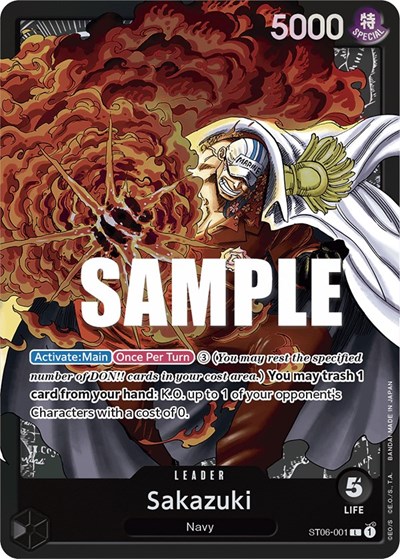 5000 特
SPECIAL
MARINE
SAMPLE
Activate:Main Once Per Turn ③ (You may rest the specified
number of DON!! cards in your cost area.) You may trash 1
card from your hand: K.O. up to 1 of your opponent's
Characters with a cost of 0.
LEADER
Sakazuki
Navy
5
LIFE
ST06-001 L 1
©E.O/S ©E.O./S., T.A. BANDAI MADE IN JAPAN